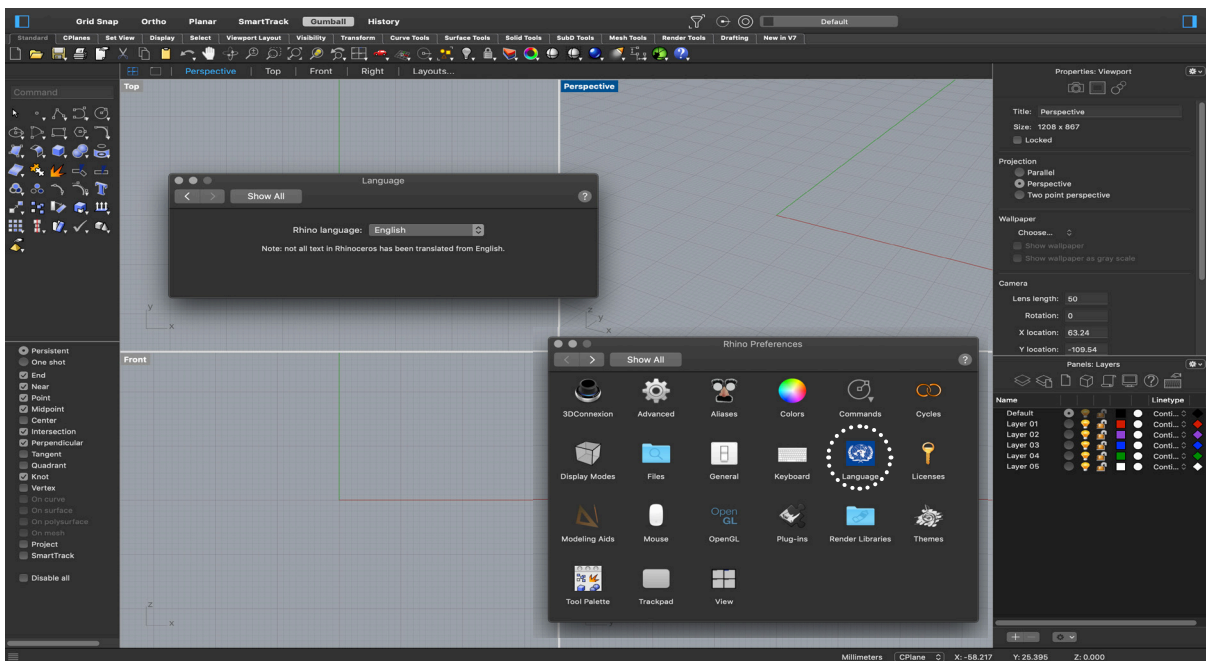 Grid Snap Ortho Planar SmartTrack Gumball History Default
Standard CPlanes Set View Display Select Viewport Layout Visibility Transform Curve Tools Surface Tools Solid Tools SubD Tools Mesh Tools Render Tools Drafting New in V7
Perspective Top Front Right Layouts...
Command
Top
Perspective
Language
Show All
?
Rhino language: English
Note: not all text in Rhinoceros has been translated from English.
y
x
z
y
x
Front
z
x
Persistent
One shot
End
Near
Point
Midpoint
Center
Intersection
Perpendicular
Tangent
Quadrant
Knot
Vertex
On curve
On surface
On polysurface
On mesh
Project
SmartTrack
Disable all
Rhino Preferences
Show All
?
3DConnexion Advanced Aliases Colors Commands Cycles
Display Modes Files General Keyboard Language Licenses
Open
GL
Modeling Aids Mouse OpenGL Plug-ins Render Libraries Themes
Tool Palette Trackpad View
Properties: Viewport
Title: Perspective
Size: 1208 x 867
Locked
Projection
Parallel
Perspective
Two point perspective
Wallpaper
Choose...
Show wallpaper
Show wallpaper as gray scale
Camera
Lens length: 50
Rotation: 0
X location: 63.24
Y location: -109.54
Panels: Layers
Name Linetype
Default Conti...
Layer 01 Conti...
Layer 02 Conti...
Layer 03 Conti...
Layer 04 Conti...
Layer 05 Conti...
Millimeters CPlane X: -58.217 Y: 25.395 Z: 0.000